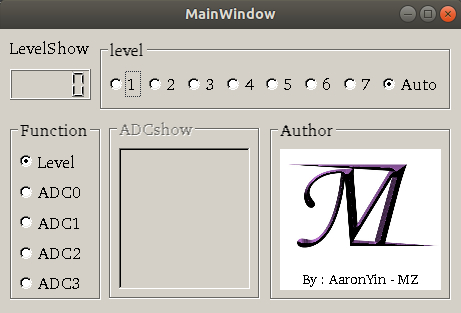 MainWindow
LevelShow
0
level
1 2 3 4 5 6 7 Auto
Function
Level
ADC0
ADC1
ADC2
ADC3
ADCshow
Author
M
By : AaronYin - MZ